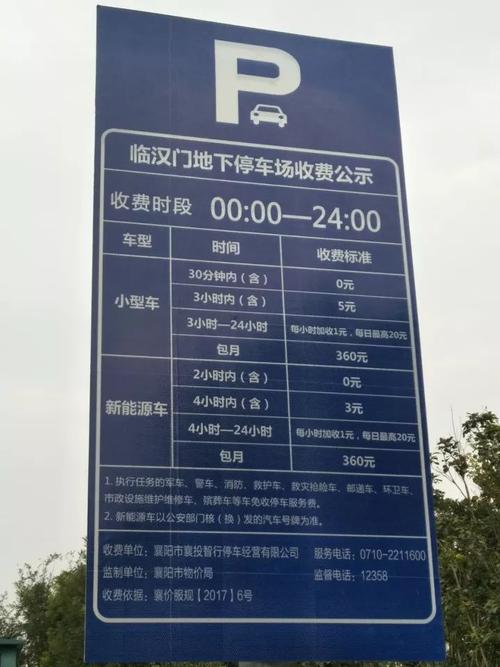 P
临汉门地下停车场收费公示
收费时段 00:00—24:00
车型 时间 收费标准
小型车
30分钟内（含） 0元
3小时内（含） 5元
3小时—24小时 每小时加收1元，每日最高20元
包月 360元
新能源车
2小时内（含） 0元
4小时内（含） 3元
4小时—24小时 每小时加收1元，每日最高20元
包月 360元
1. 执行任务的军车、警车、消防、救护车、救灾抢险车、邮递车、环卫车、
市政设施维护维修车、殡葬车等车免收停车服务费。
2. 新能源车以公安部门核（换）发的汽车号牌为准。
收费单位：襄阳市襄投智行停车经营有限公司 服务电话：0710-2211600
监制单位：襄阳市物价局 监督电话：12358
收费依据：襄价服规【2017】6号